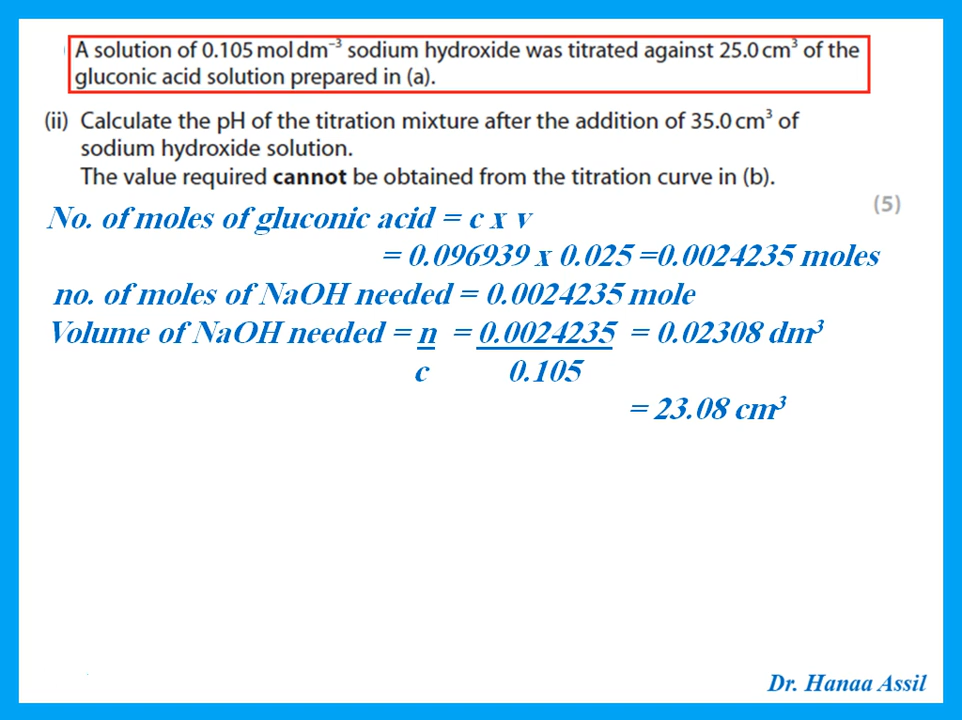 A solution of 0.105 mol dm⁻³ sodium hydroxide was titrated against 25.0 cm³ of the
gluconic acid solution prepared in (a).
(ii) Calculate the pH of the titration mixture after the addition of 35.0 cm³ of
sodium hydroxide solution.
The value required cannot be obtained from the titration curve in (b).
(5)
No. of moles of gluconic acid = c x v
= 0.096939 x 0.025 =0.0024235 moles
no. of moles of NaOH needed = 0.0024235 mole
Volume of NaOH needed = n = 0.0024235 = 0.02308 dm³
c 0.105
= 23.08 cm³
Dr. Hanaa Assil